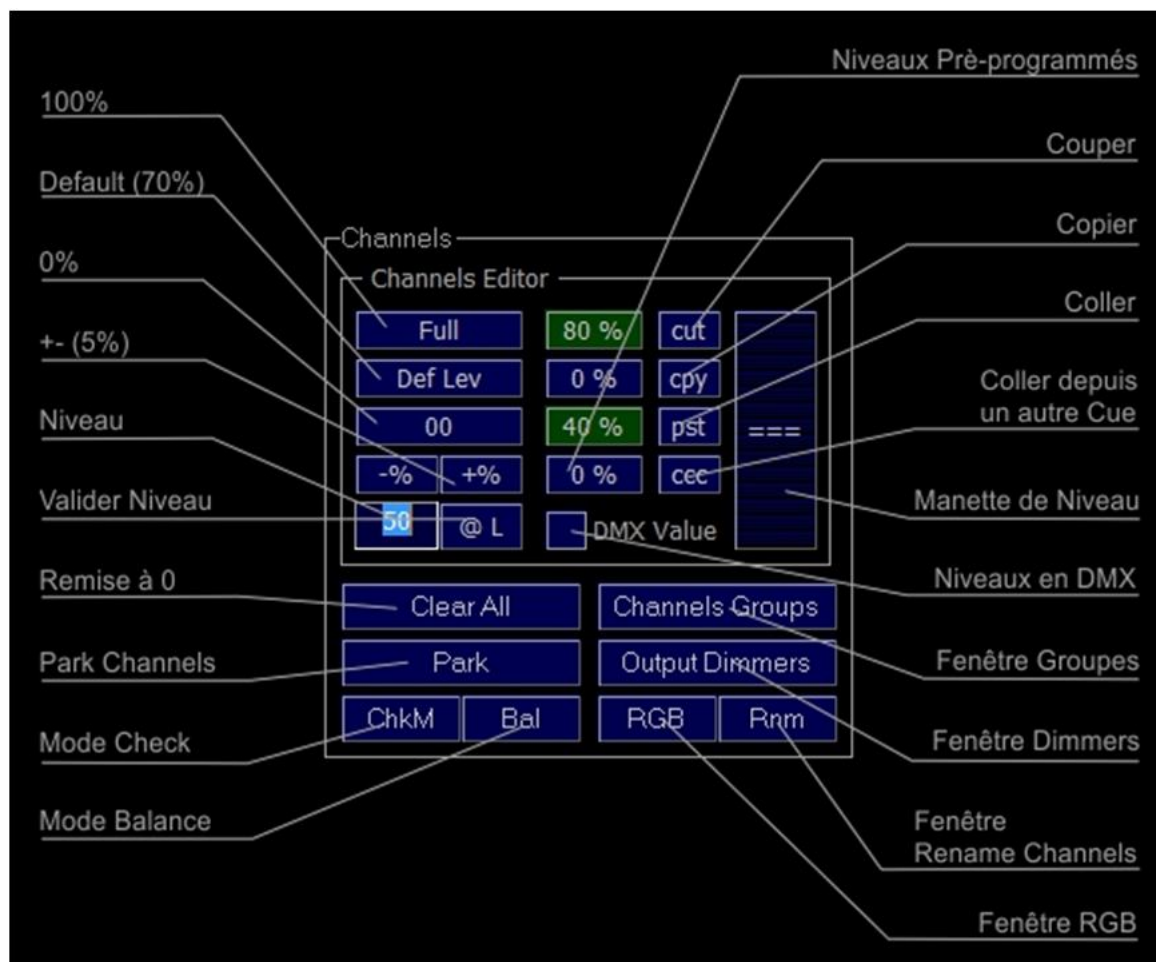 Niveaux Prè-programmés
100%
Couper
Default (70%)
Copier
Channels
0%
Channels Editor
Coller
Full
80 %
cut
+- (5%)
Def Lev
0 %
cpy
Coller depuis
un autre Cue
Niveau
00
40 %
pst
===
-%
+%
0 %
cec
Valider Niveau
Manette de Niveau
50
@ L
DMX Value
Remise à 0
Niveaux en DMX
Clear All
Channels Groups
Park Channels
Park
Output Dimmers
Fenêtre Groupes
ChkM
Bal
RGB
Rnm
Mode Check
Fenêtre Dimmers
Mode Balance
Fenêtre
Rename Channels
Fenêtre RGB